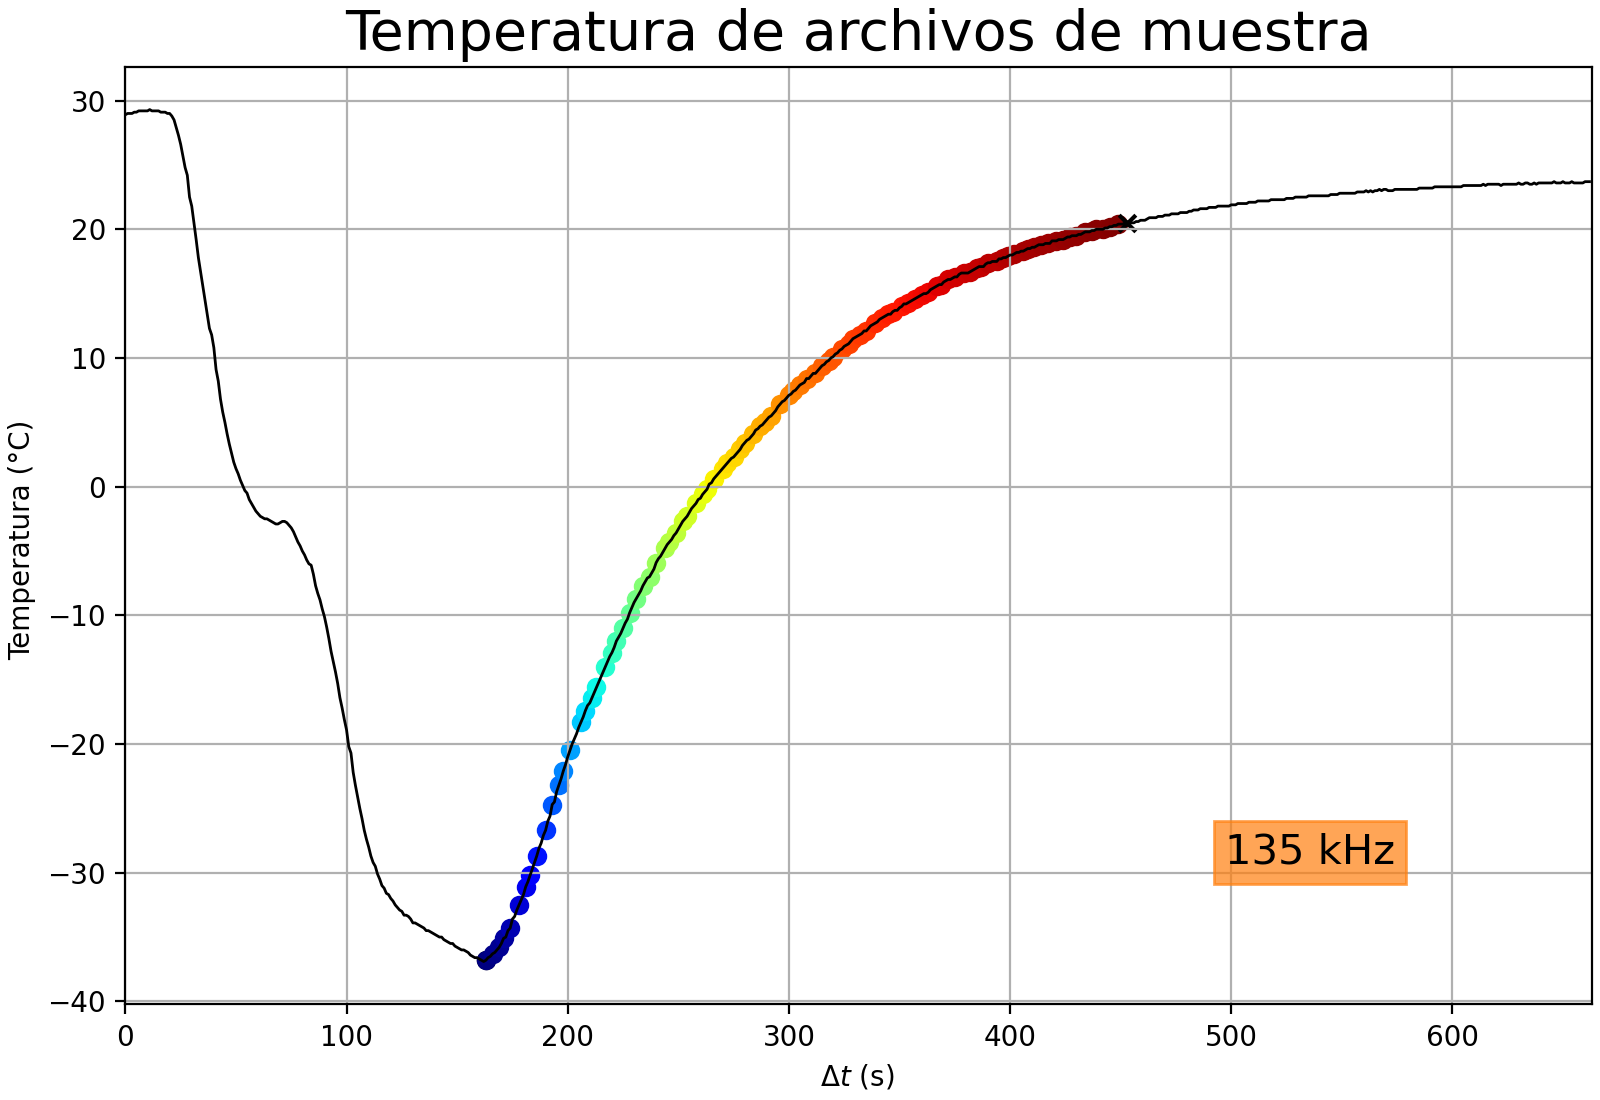 Temperatura de archivos de muestra
Temperatura (°C)
30
20
10
0
−10
−20
−30
−40
135 kHz
0 100 200 300 400 500 600
Δt (s)